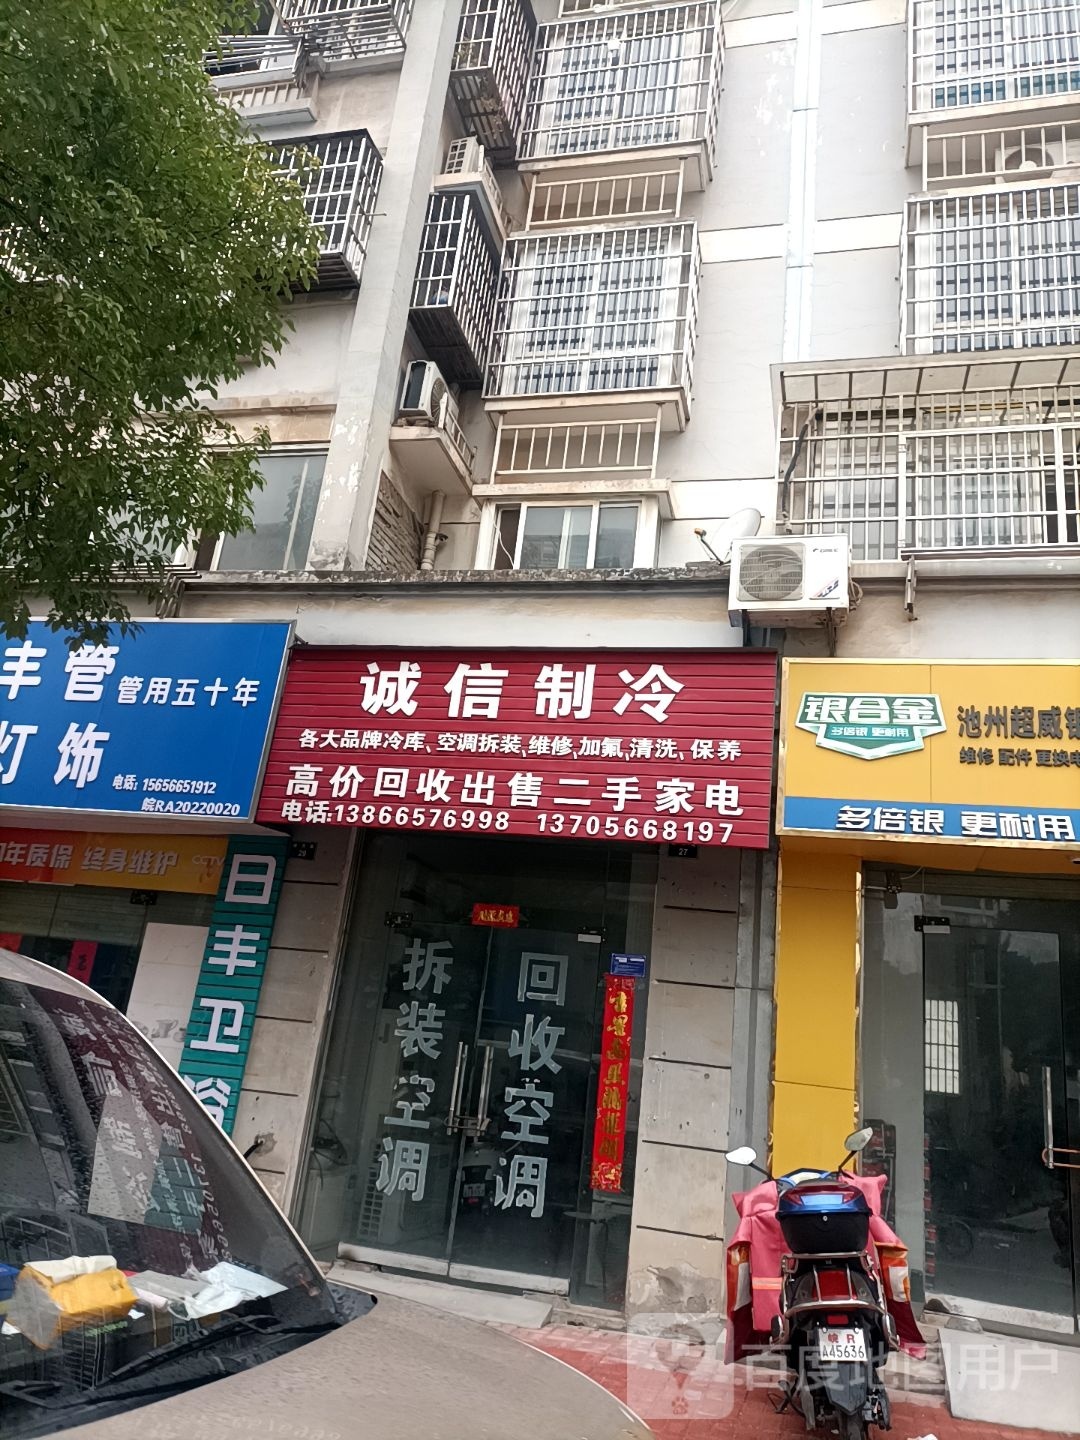 丰管 管用五十年
灯饰
电话: 15656651912
皖RA20220020
年质保 终身维护
CCTV
日丰卫浴
诚信制冷
各大品牌冷库、空调拆装,维修,加氟,清洗、保养
高价回收出售二手家电
电话:13866576998 13705668197
29
27
拆装空调
回收空调
银合金
多倍银 更耐用
池州超威银
维修 配件 更换电
多倍银 更耐用
皖R
A45636
百度地图用户